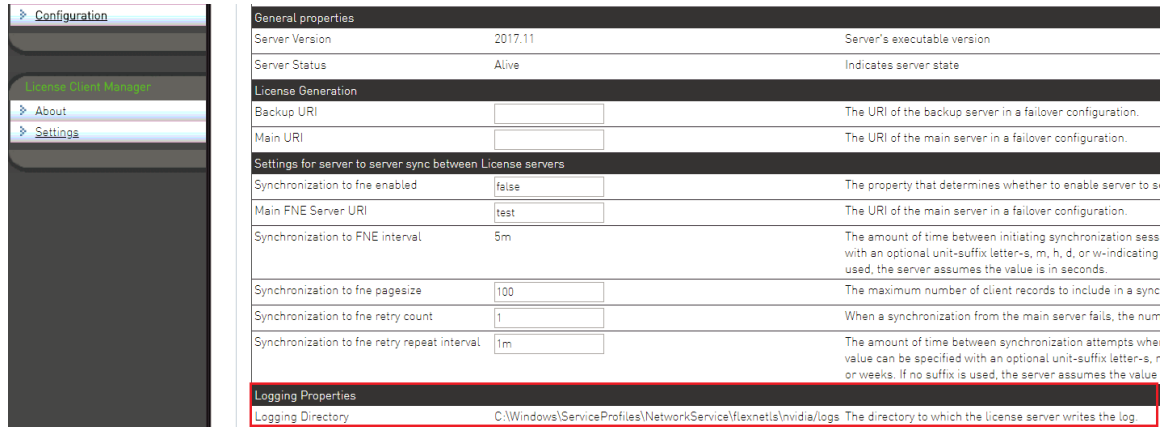 Configuration
License Client Manager
About
Settings
General properties
Server Version 2017.11 Server's executable version
Server Status Alive Indicates server state
License Generation
Backup URI The URI of the backup server in a failover configuration.
Main URI The URI of the main server in a failover configuration.
Settings for server to server sync between License servers
Synchronization to fne enabled false The property that determines whether to enable server to
Main FNE Server URI test The URI of the main server in a failover configuration.
Synchronization to FNE interval 5m The amount of time between initiating synchronization sess
with an optional unit-suffix letter-s, m, h, d, or w-indicating
used, the server assumes the value is in seconds.
Synchronization to fne pagesize 100 The maximum number of client records to include in a sync
Synchronization to fne retry count 1 When a synchronization from the main server fails, the num
Synchronization to fne retry repeat interval 1m The amount of time between synchronization attempts
value can be specified with an optional unit-suffix letter-s,
or weeks. If no suffix is used, the server assumes the value
Logging Properties
Logging Directory C:\Windows\ServiceProfiles\NetworkService\flexnetls\nvidia/logs The directory to which the license server writes the log.